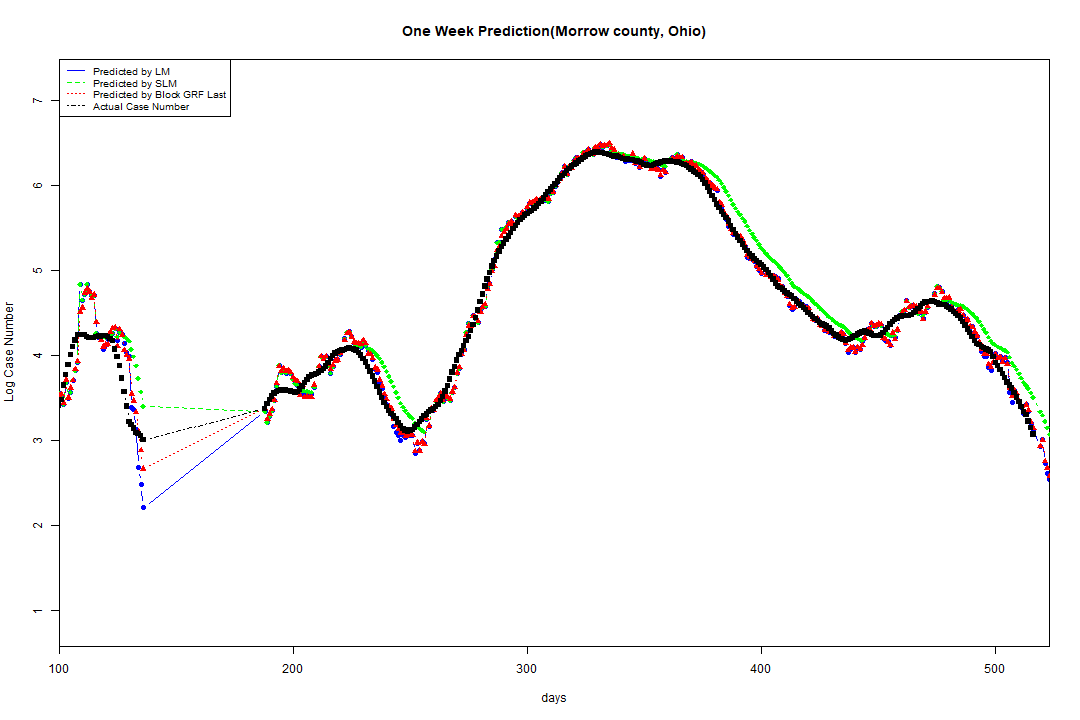 One Week Prediction(Morrow county, Ohio)
Predicted by LM
Predicted by SLM
Predicted by Block GRF Last
Actual Case Number
Log Case Number
7
6
5
4
3
2
1
100 200 300 400 500
days